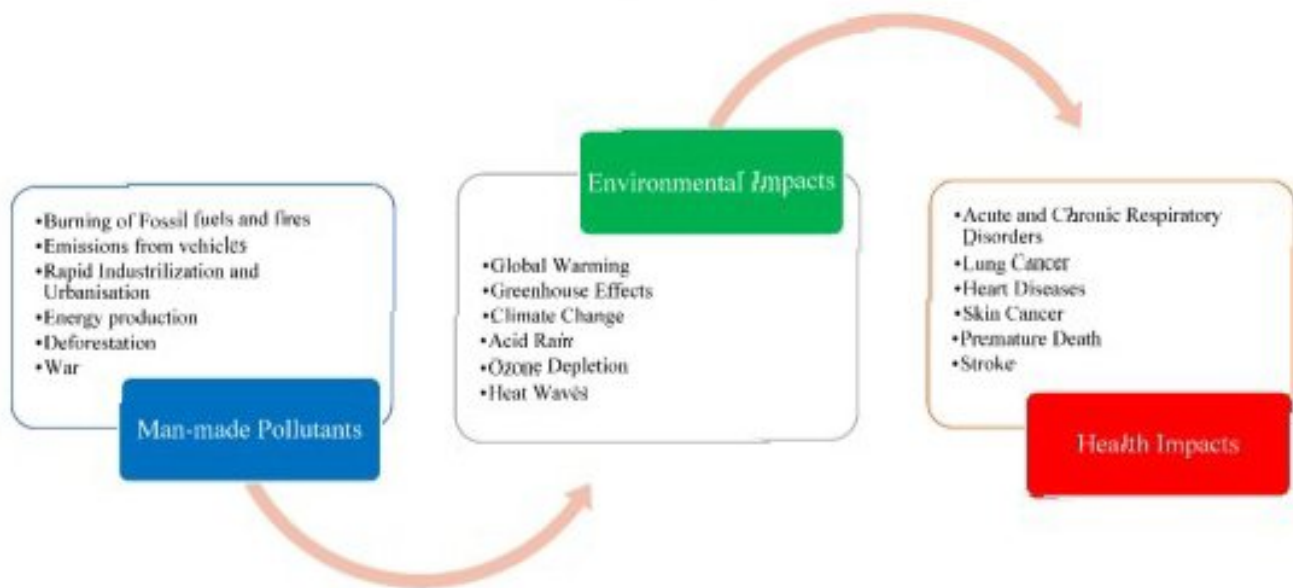 •Burning of Fossil fuels and fires
•Emissions from vehicles
•Rapid Industrilization and
Urbanisation
•Energy production
•Deforestation
•War
Man-made Pollutants
Environmental Impacts
•Global Warming
•Greenhouse Effects
•Climate Change
•Acid Rain
•Ozone Depletion
•Heat Waves
•Acute and Chronic Respiratory
Disorders
•Lung Cancer
•Heart Diseases
•Skin Cancer
•Premature Death
•Stroke
Health Impacts